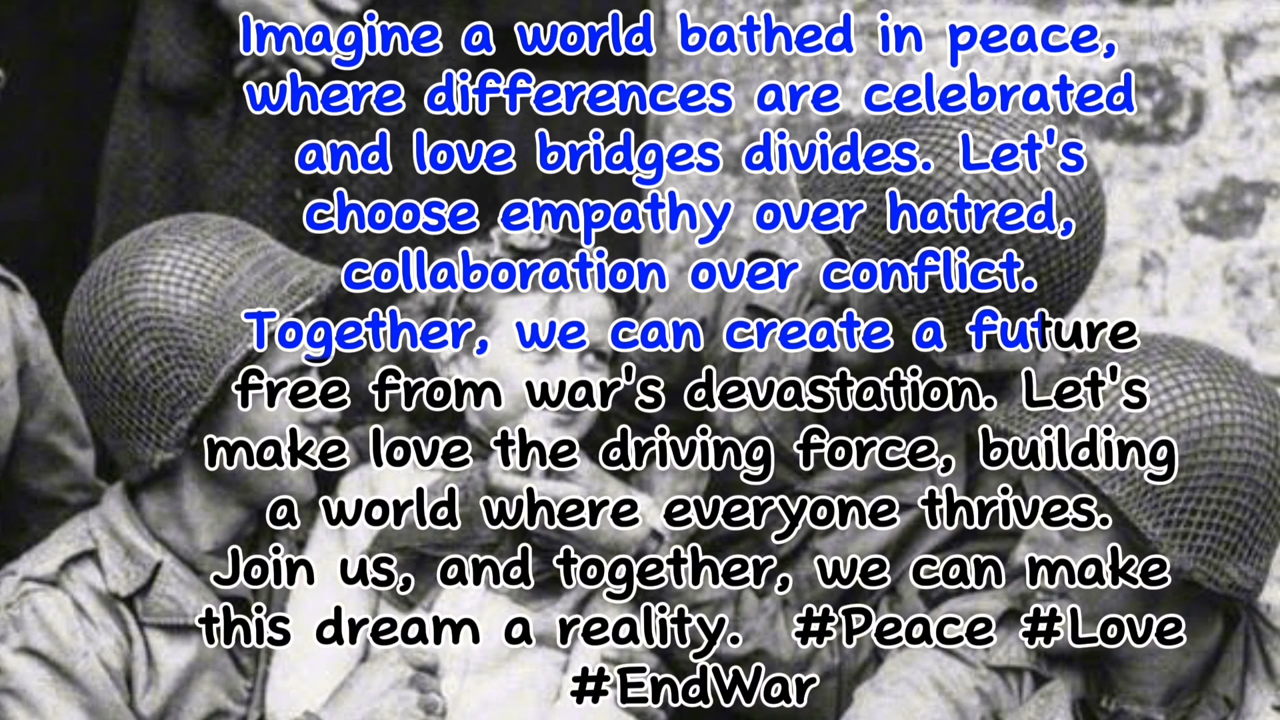 Imagine a world bathed in peace,
where differences are celebrated
and love bridges divides. Let's
choose empathy over hatred,
collaboration over conflict.
Together, we can create a future
free from war's devastation. Let's
make love the driving force, building
a world where everyone thrives.
Join us, and together, we can make
this dream a reality. #Peace #Love
#EndWar